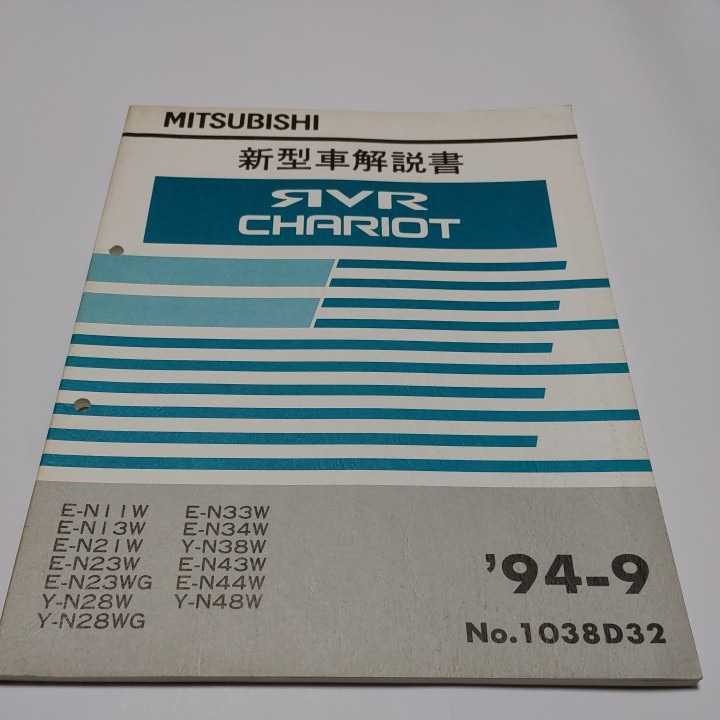 MITSUBISHI
新型車解説書
ЯVR
CHARIOT
E-N11W
E-N13W
E-N21W
E-N23W
E-N23WG
Y-N28W
Y-N28WG
E-N33W
E-N34W
Y-N38W
E-N43W
E-N44W
Y-N48W
'94-9
No.1038D32